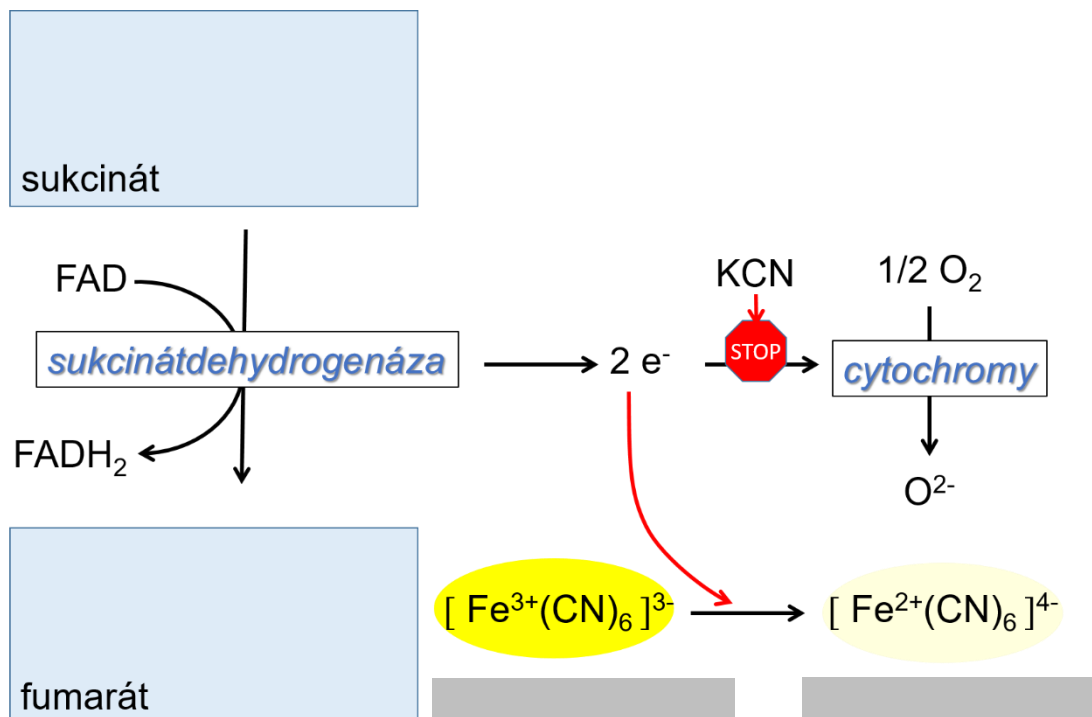 sukcinát
FAD
KCN
1/2 O₂
sukcinátdehydrogenáza
2 e⁻
STOP
cytochromy
FADH₂
O²⁻
[ Fe³⁺(CN)₆ ]³⁻
[ Fe²⁺(CN)₆ ]⁴⁻
fumarát